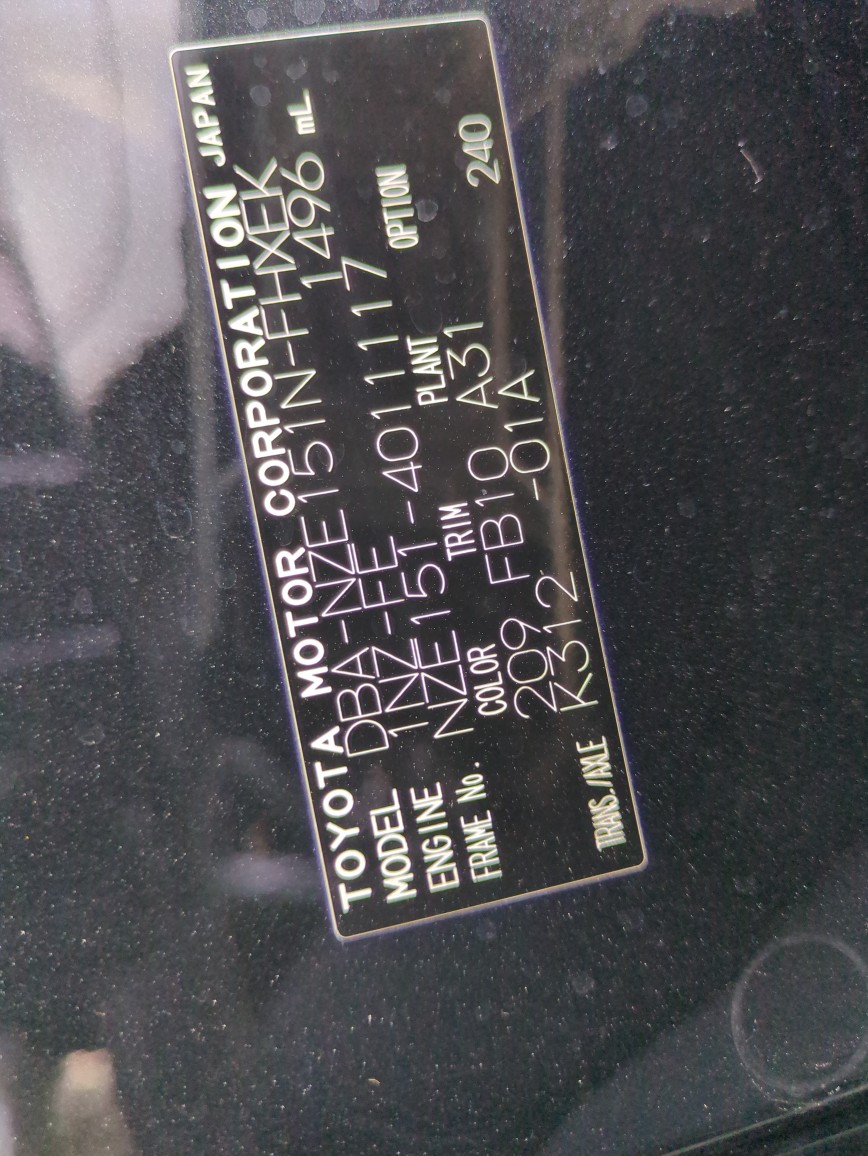 TOYOTA MOTOR CORPORATION JAPAN
MODEL DBA-NZE151N-FHXEK
ENGINE 1NZ-FE 1496 mL
FRAME No. NZE151-4011117
COLOR TRIM PLANT OPTION
209 FB10 A31 240
TRANS./AXLE K312 -01A